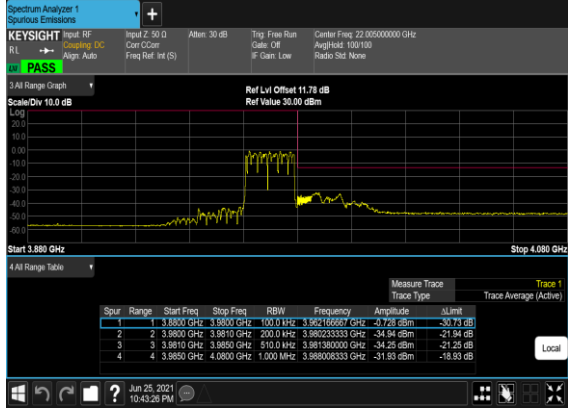 Spectrum Analyzer 1
Spurious Emissions
+
KEYSIGHT Input: RF Input Z: 50 Ω Atten: 30 dB Trig: Free Run Center Freq: 22.005000000 GHz
RL Coupling: DC Corr CCorr Gate: Off Avg|Hold: 100/100
Align: Auto Freq Ref: Int (S) IF Gain: Low Radio Std: None
PASS
3 All Range Graph
Ref Lvl Offset 11.78 dB
Scale/Div 10.0 dB Ref Value 30.00 dBm
Log
20.0
10.0
0.00
-10.0
-20.0
-30.0
-40.0
-50.0
-60.0
Start 3.880 GHz Stop 4.080 GHz
4 All Range Table
Measure Trace Trace 1
Trace Type Trace Average (Active)
Spur Range Start Freq Stop Freq RBW Frequency Amplitude ΔLimit
1 1 3.8800 GHz 3.9800 GHz 100.0 kHz 3.962166667 GHz -0.728 dBm -30.73 dB
2 2 3.9800 GHz 3.9810 GHz 200.0 kHz 3.980233333 GHz -34.94 dBm -21.94 dB
3 3 3.9810 GHz 3.9850 GHz 510.0 kHz 3.981380000 GHz -34.25 dBm -21.25 dB
4 4 3.9850 GHz 4.0800 GHz 1.000 MHz 3.988008333 GHz -31.93 dBm -18.93 dB
Local
? Jun 25, 2021
10:43:26 PM